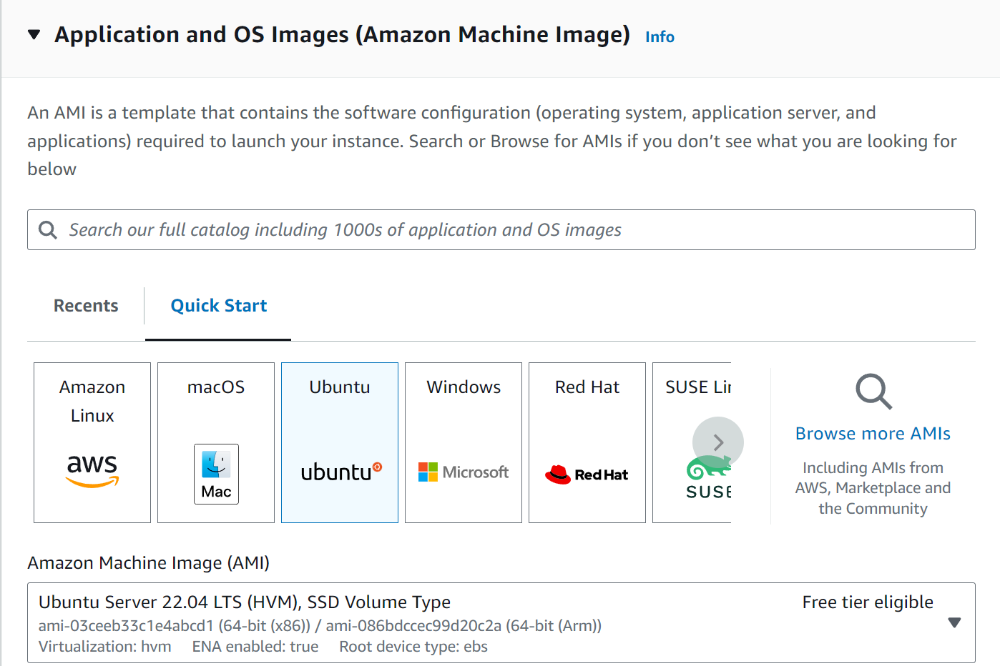 Application and OS Images (Amazon Machine Image) Info
An AMI is a template that contains the software configuration (operating system, application server, and
applications) required to launch your instance. Search or Browse for AMIs if you don’t see what you are looking for
below
Search our full catalog including 1000s of application and OS images
Recents
Quick Start
Amazon
Linux
aws
macOS
Mac
Ubuntu
ubuntu
Windows
Microsoft
Red Hat
Red Hat
SUSE Lin
SUSE
Browse more AMIs
Including AMIs from
AWS, Marketplace and
the Community
Amazon Machine Image (AMI)
Ubuntu Server 22.04 LTS (HVM), SSD Volume Type
Free tier eligible
ami-03ceeb33c1e4abcd1 (64-bit (x86)) / ami-086bdccec99d20c2a (64-bit (Arm))
Virtualization: hvm ENA enabled: true Root device type: ebs